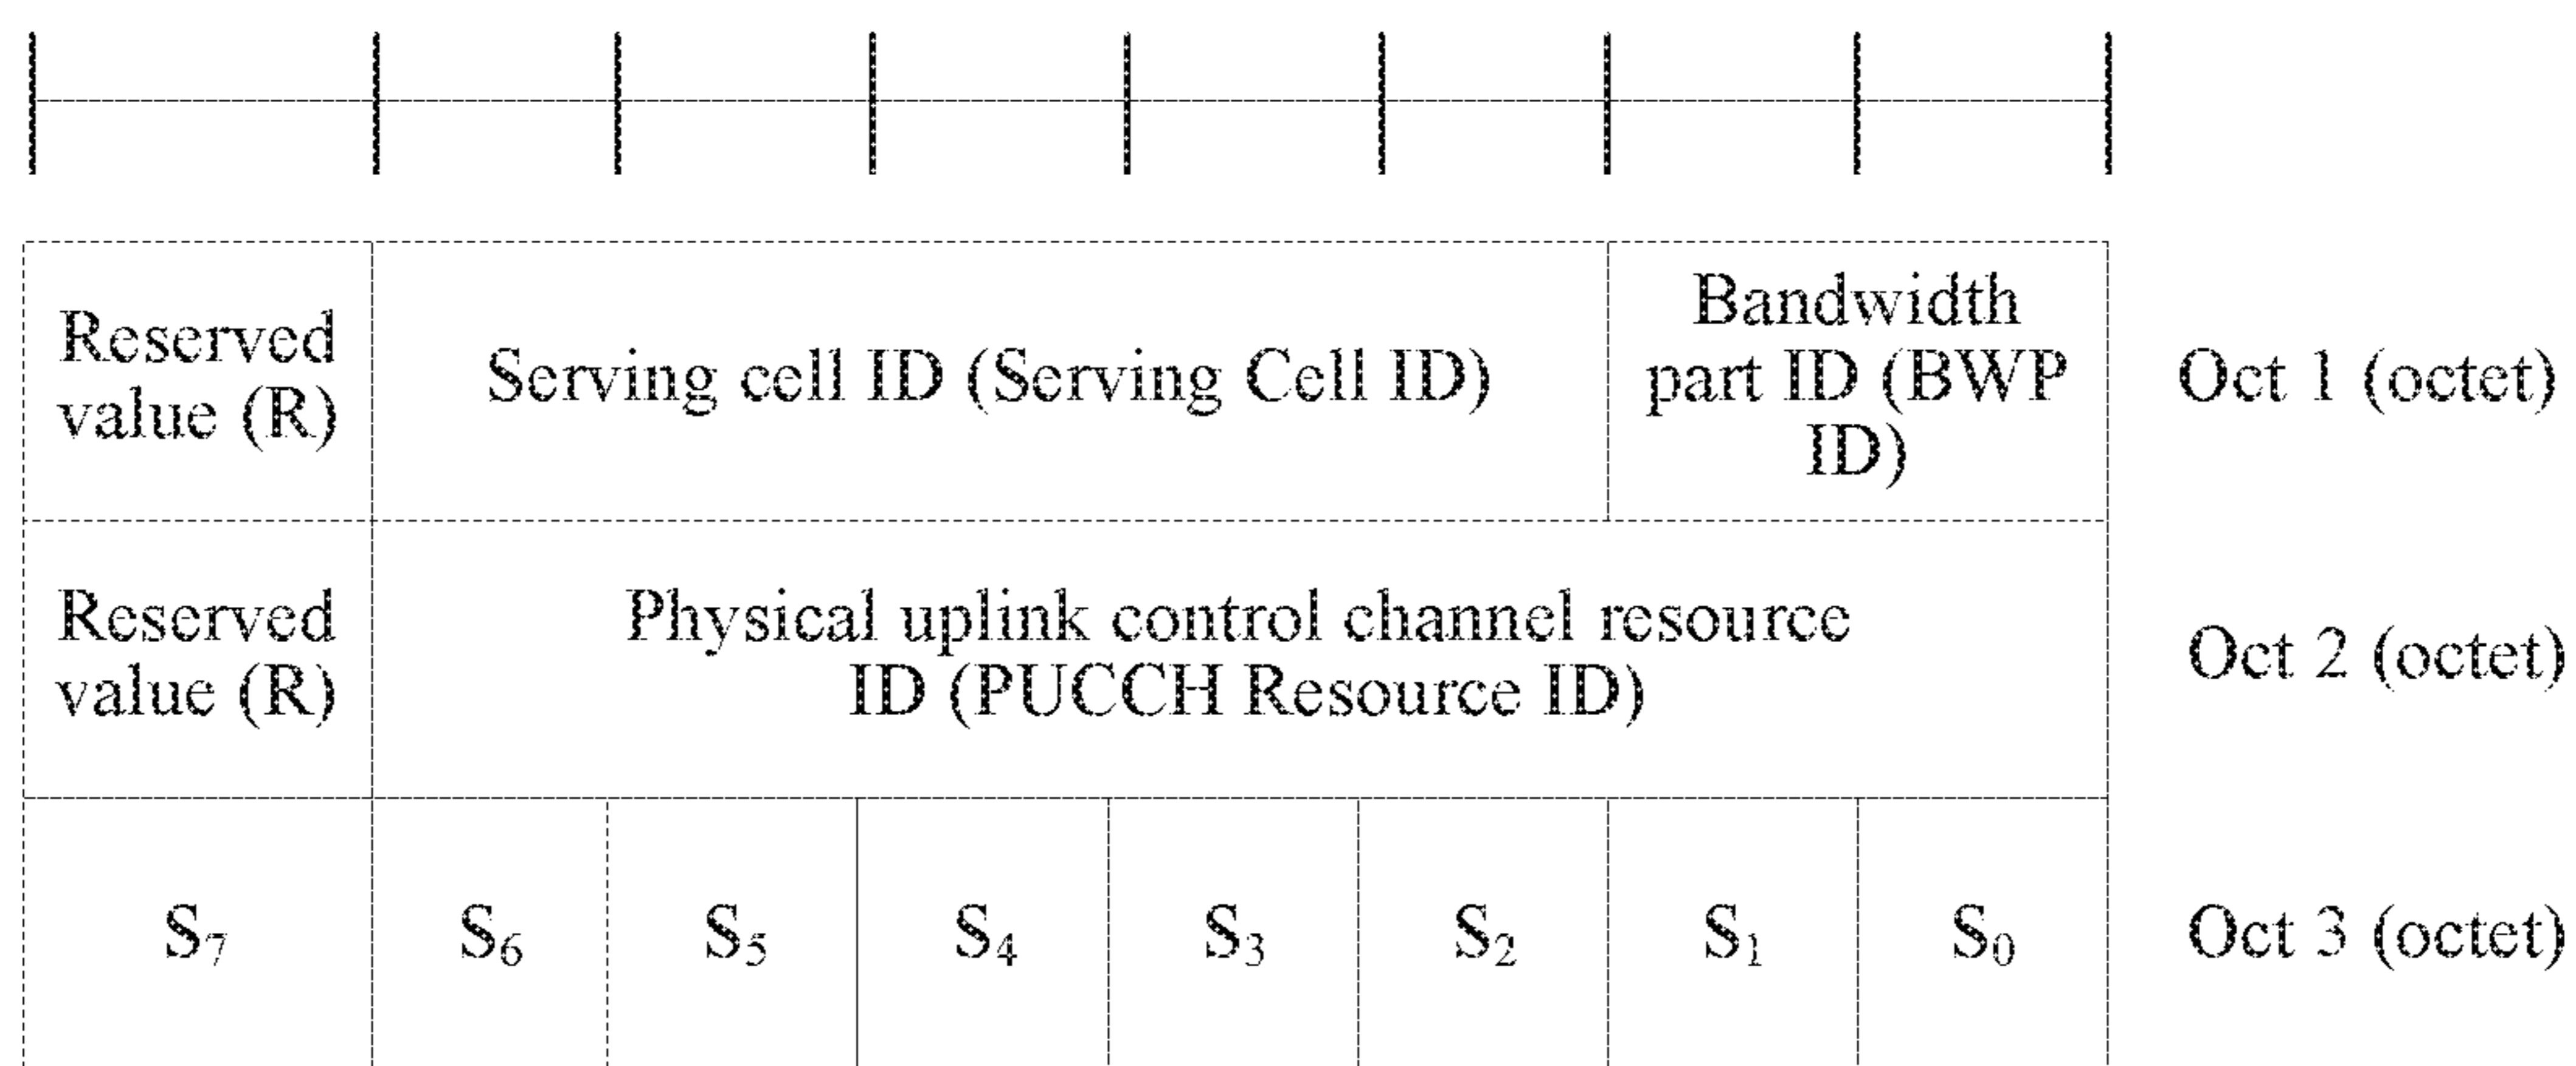 Reserved
value (R)
Serving cell ID (Serving Cell ID)
Bandwidth
part ID (BWP
ID)
Oct 1 (octet)
Reserved
value (R)
Physical uplink control channel resource
ID (PUCCH Resource ID)
Oct 2 (octet)
S₇ S₆ S₅ S₄ S₃ S₂ S₁ S₀ Oct 3 (octet)